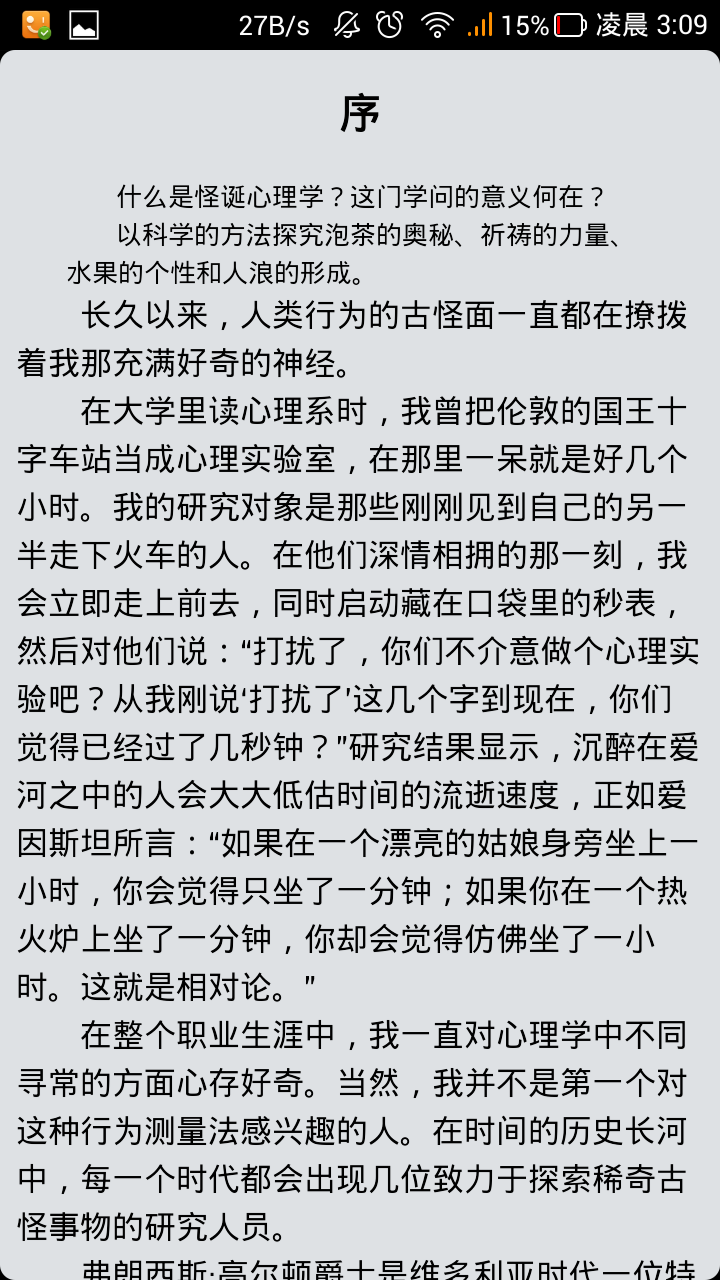 27B/s 15% 凌晨 3:09
序
什么是怪诞心理学？这门学问的意义何在？
以科学的方法探究泡茶的奥秘、祈祷的力量、
水果的个性和人浪的形成。
长久以来，人类行为的古怪面一直都在撩拨
着我那充满好奇的神经。
在大学里读心理系时，我曾把伦敦的国王十
字车站当成心理实验室，在那里一呆就是好几个
小时。我的研究对象是那些刚刚见到自己的另一
半走下火车的人。在他们深情相拥的那一刻，我
会立即走上前去，同时启动藏在口袋里的秒表，
然后对他们说：“打扰了，你们不介意做个心理实
验吧？从我刚说‘打扰了’这几个字到现在，你们
觉得已经过了几秒钟？”研究结果显示，沉醉在爱
河之中的人会大大低估时间的流逝速度，正如爱
因斯坦所言：“如果在一个漂亮的姑娘身旁坐上一
小时，你会觉得只坐了一分钟；如果你在一个热
火炉上坐了一分钟，你却会觉得仿佛坐了一小
时。这就是相对论。”
在整个职业生涯中，我一直对心理学中不同
寻常的方面心存好奇。当然，我并不是第一个对
这种行为测量法感兴趣的人。在时间的历史长河
中，每一个时代都会出现几位致力于探索稀奇古
怪事物的研究人员。
弗朗西斯·高尔顿爵士是维多利亚时代一位特